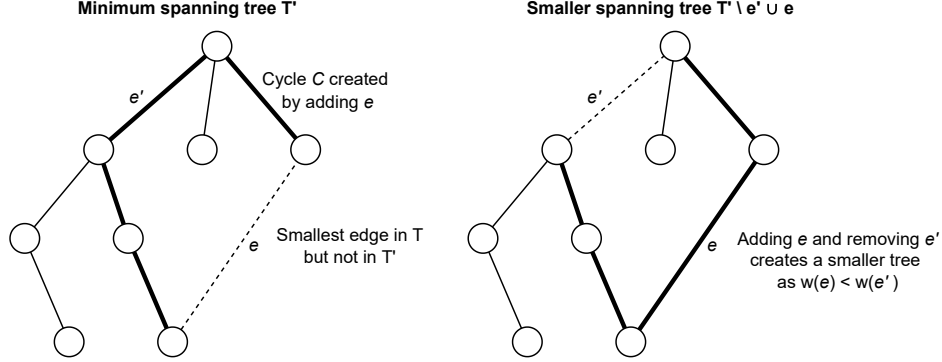 Minimum spanning tree T'
Smaller spanning tree T' \ e' ∪ e
e'
Cycle C created
by adding e
e'
Smallest edge in T
but not in T'
e
e
Adding e and removing e'
creates a smaller tree
as w(e) < w(e' )